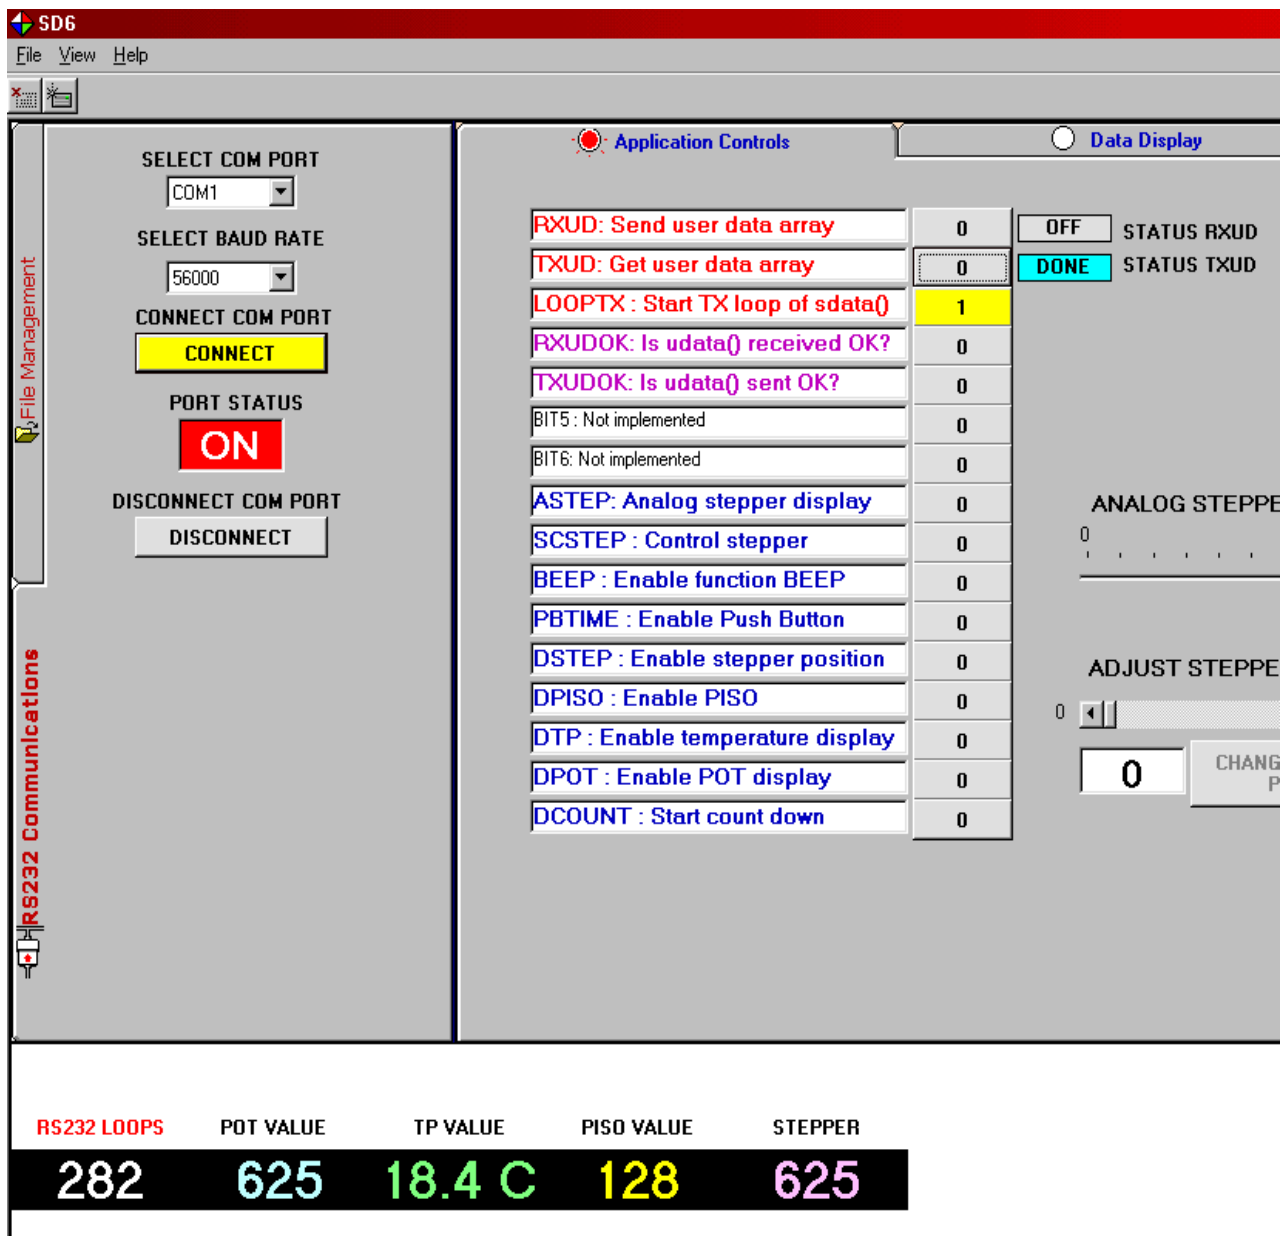 SD6
File View Help
Application Controls
Data Display
File Management
RS232 Communications
SELECT COM PORT
COM1
SELECT BAUD RATE
56000
CONNECT COM PORT
CONNECT
PORT STATUS
ON
DISCONNECT COM PORT
DISCONNECT
RXUD: Send user data array 0 OFF STATUS RXUD
TXUD: Get user data array 0 DONE STATUS TXUD
LOOPTX : Start TX loop of sdata() 1
RXUDOK: Is udata() received OK? 0
TXUDOK: Is udata() sent OK? 0
BIT5 : Not implemented 0
BIT6: Not implemented 0
ASTEP: Analog stepper display 0
SCSTEP : Control stepper 0
BEEP : Enable function BEEP 0
PBTIME : Enable Push Button 0
DSTEP : Enable stepper position 0
DPISO : Enable PISO 0
DTP : Enable temperature display 0
DPOT : Enable POT display 0
DCOUNT : Start count down 0
ANALOG STEPPE
0
ADJUST STEPPE
0
0
CHANG
P
RS232 LOOPS POT VALUE TP VALUE PISO VALUE STEPPER
282 625 18.4 C 128 625